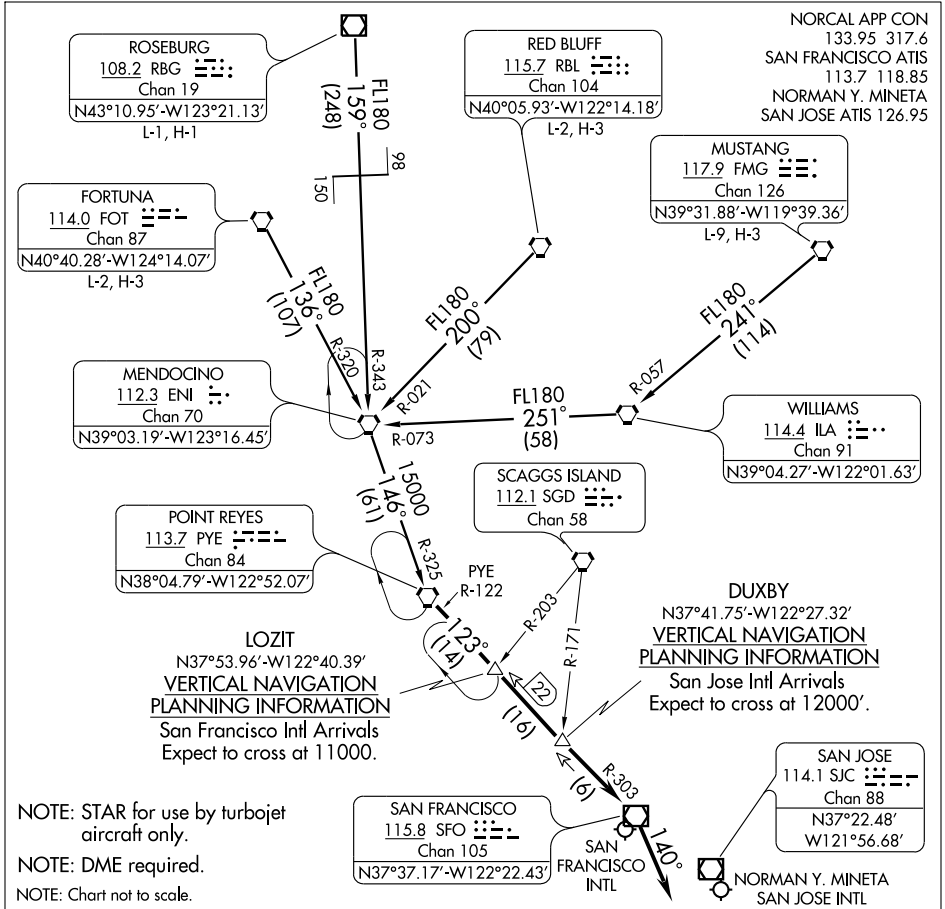 NORCAL APP CON
133.95 317.6
SAN FRANCISCO ATIS
113.7 118.85
NORMAN Y. MINETA
SAN JOSE ATIS 126.95
ROSEBURG
108.2 RBG
Chan 19
N43°10.95′-W123°21.13′
L-1, H-1
FL180
159°
(248)
150
98
RED BLUFF
115.7 RBL
Chan 104
N40°05.93′-W122°14.18′
L-2, H-3
MUSTANG
117.9 FMG
Chan 126
N39°31.88′-W119°39.36′
L-9, H-3
FORTUNA
114.0 FOT
Chan 87
N40°40.28′-W124°14.07′
L-2, H-3
FL180
136°
(107)
R-320
R-343
FL180
200°
(79)
R-021
FL180
241°
(114)
R-057
MENDOCINO
112.3 ENI
Chan 70
N39°03.19′-W123°16.45′
R-073
FL180
251°
(58)
WILLIAMS
114.4 ILA
Chan 91
N39°04.27′-W122°01.63′
15000
146°
(61)
R-325
SCAGGS ISLAND
112.1 SGD
Chan 58
POINT REYES
113.7 PYE
Chan 84
N38°04.79′-W122°52.07′
PYE
R-122
123°
(14)
R-203
R-171
LOZIT
N37°53.96′-W122°40.39′
VERTICAL NAVIGATION
PLANNING INFORMATION
San Francisco Intl Arrivals
Expect to cross at 11000.
22
(16)
DUXBY
N37°41.75′-W122°27.32′
VERTICAL NAVIGATION
PLANNING INFORMATION
San Jose Intl Arrivals
Expect to cross at 12000′.
(6)
R-303
SAN FRANCISCO
115.8 SFO
Chan 105
N37°37.17′-W122°22.43′
SAN
FRANCISCO
INTL
140°
SAN JOSE
114.1 SJC
Chan 88
N37°22.48′
W121°56.68′
NORMAN Y. MINETA
SAN JOSE INTL
NOTE: STAR for use by turbojet
aircraft only.
NOTE: DME required.
NOTE: Chart not to scale.